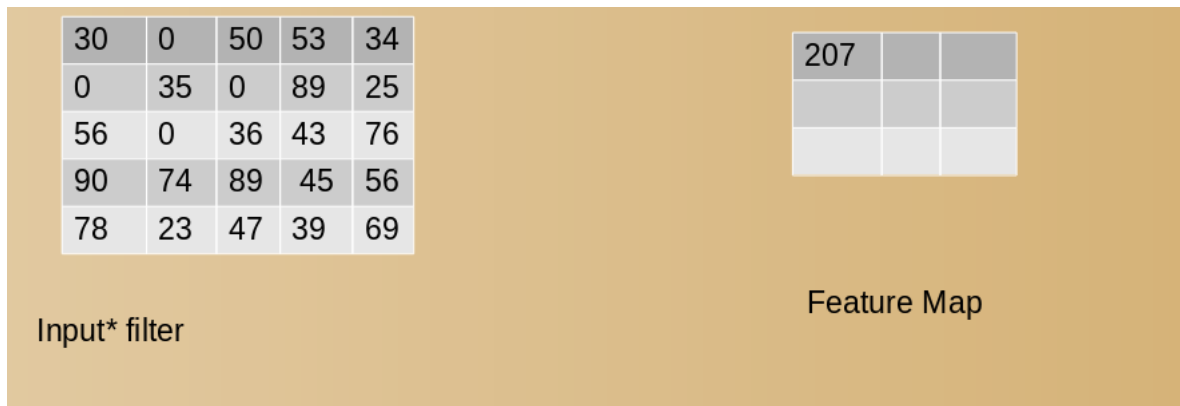 30 0 50 53 34
0 35 0 89 25
56 0 36 43 76
90 74 89 45 56
78 23 47 39 69
Input* filter
207
Feature Map